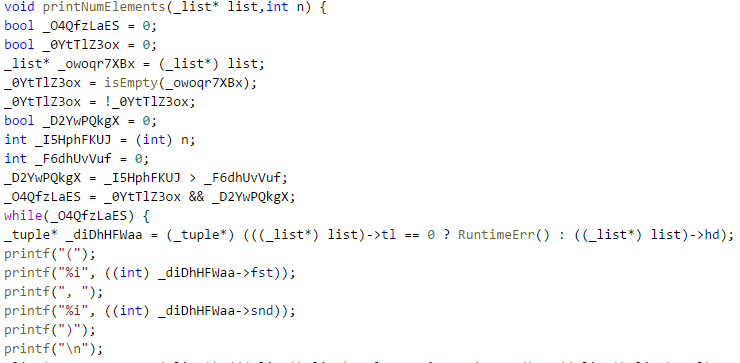 void printNumElements(_list* list,int n) {
bool _O4QfzLaES = 0;
bool _0YtTlZ3ox = 0;
_list* _owoqr7XBx = (_list*) list;
_0YtTlZ3ox = isEmpty(_owoqr7XBx);
_0YtTlZ3ox = !_0YtTlZ3ox;
bool _D2YwPQkgX = 0;
int _I5HphFKUJ = (int) n;
int _F6dhUvVuf = 0;
_D2YwPQkgX = _I5HphFKUJ > _F6dhUvVuf;
_O4QfzLaES = _0YtTlZ3ox && _D2YwPQkgX;
while(_O4QfzLaES) {
_tuple* _diDhHFWaa = (_tuple*) (((_list*) list)->tl == 0 ? RuntimeErr() : ((_list*) list)->hd);
printf("(");
printf("%i", ((int) _diDhHFWaa->fst));
printf(", ");
printf("%i", ((int) _diDhHFWaa->snd));
printf(")");
printf("\n");